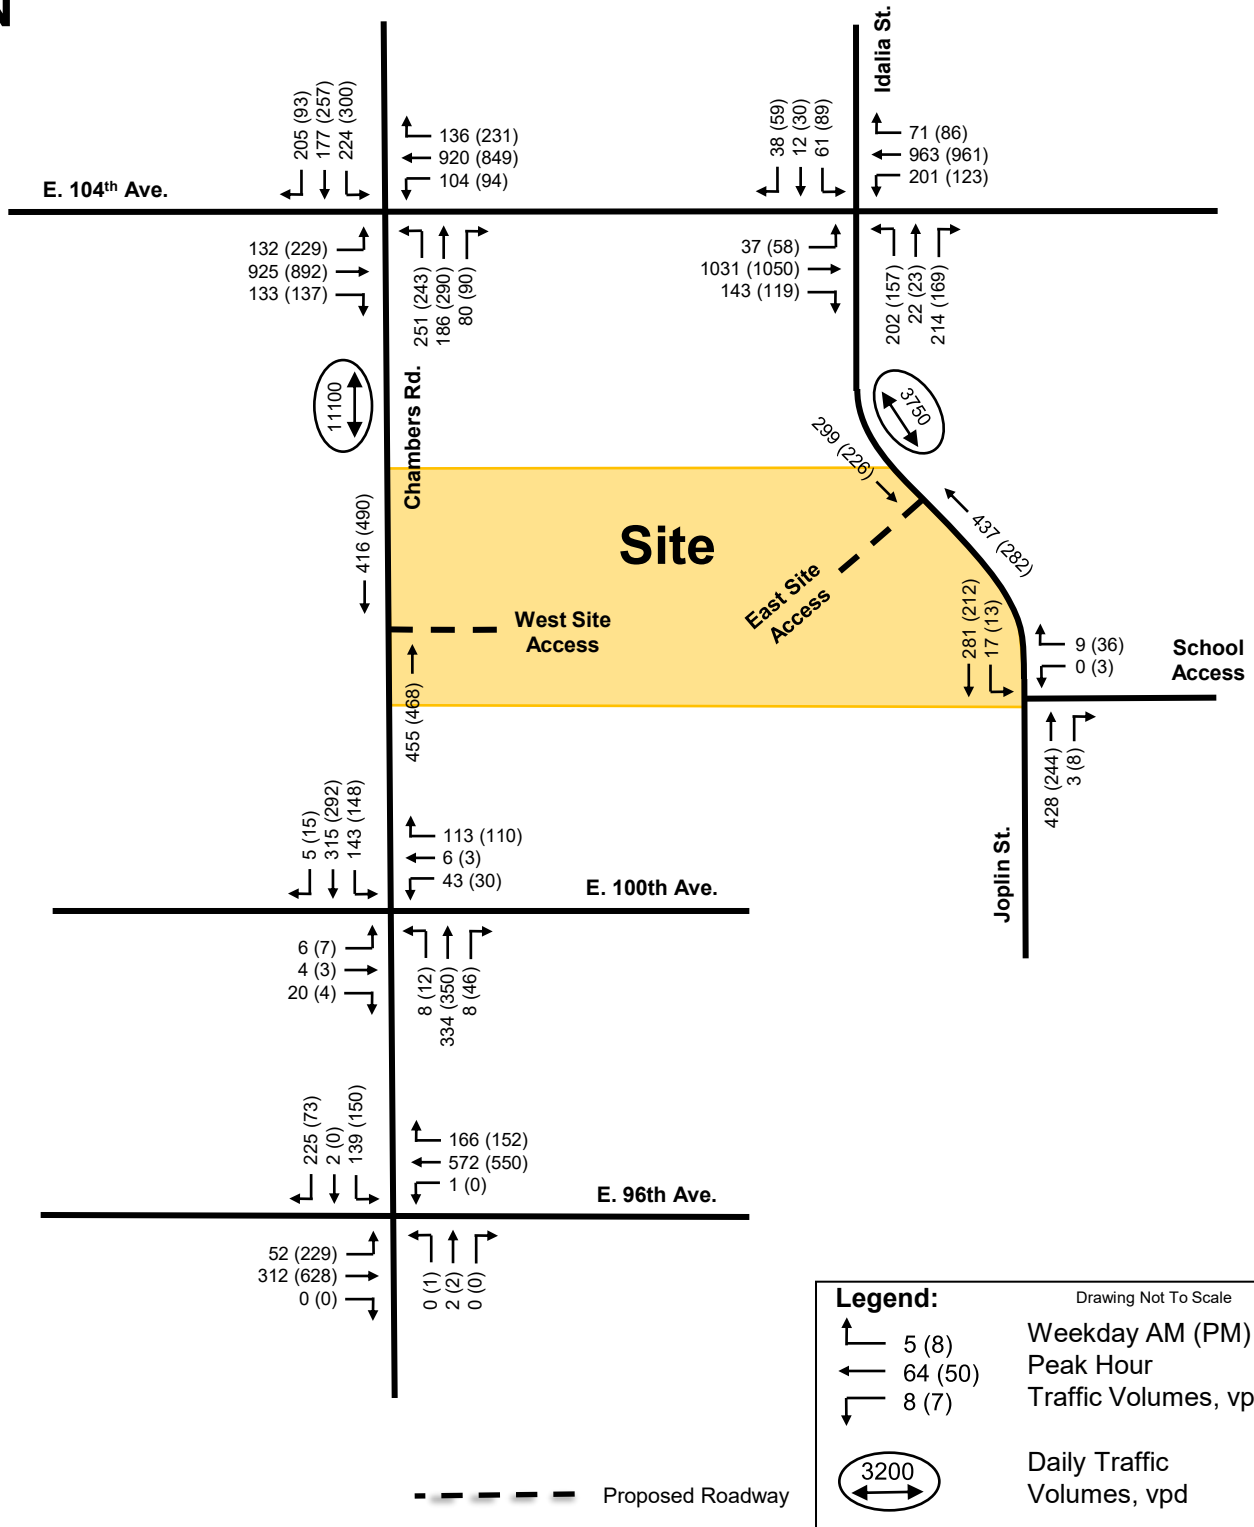 N
Idalia St.
205 (93)
177 (257)
224 (300)
136 (231)
920 (849)
104 (94)
38 (59)
12 (30)
61 (89)
71 (86)
963 (961)
201 (123)
E. 104th Ave.
132 (229)
925 (892)
133 (137)
251 (243)
186 (290)
80 (90)
37 (58)
1031 (1050)
143 (119)
202 (157)
22 (23)
214 (169)
11100
Chambers Rd.
3750
299 (226)
416 (490)
Site
437 (282)
East Site
Access
West Site
Access
281 (212)
17 (13)
9 (36)
0 (3)
School
Access
455 (468)
428 (244)
3 (8)
5 (15)
315 (292)
143 (148)
113 (110)
6 (3)
43 (30)
E. 100th Ave.
Joplin St.
6 (7)
4 (3)
20 (4)
8 (12)
334 (350)
8 (46)
225 (73)
2 (0)
139 (150)
166 (152)
572 (550)
1 (0)
E. 96th Ave.
52 (229)
312 (628)
0 (0)
0 (1)
2 (2)
0 (0)
Legend:
Drawing Not To Scale
5 (8)
64 (50)
8 (7)
Weekday AM (PM)
Peak Hour
Traffic Volumes, vp
3200
Daily Traffic
Volumes, vpd
Proposed Roadway